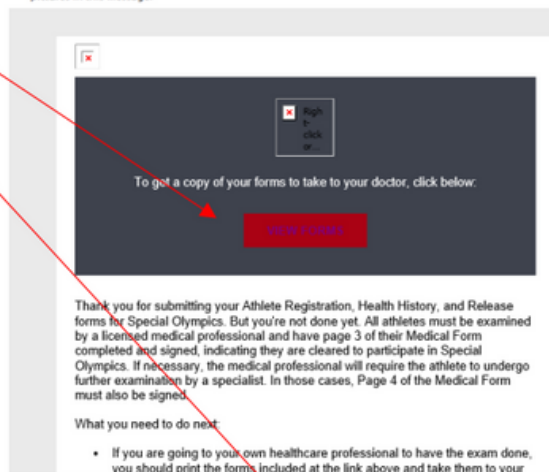 Righ
t-
click
or...
To get a copy of your forms to take to your doctor, click below:
Thank you for submitting your Athlete Registration, Health History, and Release
forms for Special Olympics. But you're not done yet. All athletes must be examined
by a licensed medical professional and have page 3 of their Medical Form
completed and signed, indicating they are cleared to participate in Special
Olympics. If necessary, the medical professional will require the athlete to undergo
further examination by a specialist. In those cases, Page 4 of the Medical Form
must also be signed.
What you need to do next:
• If you are going to your own healthcare professional to have the exam done,
you should print the forms included at the link above and take them to your